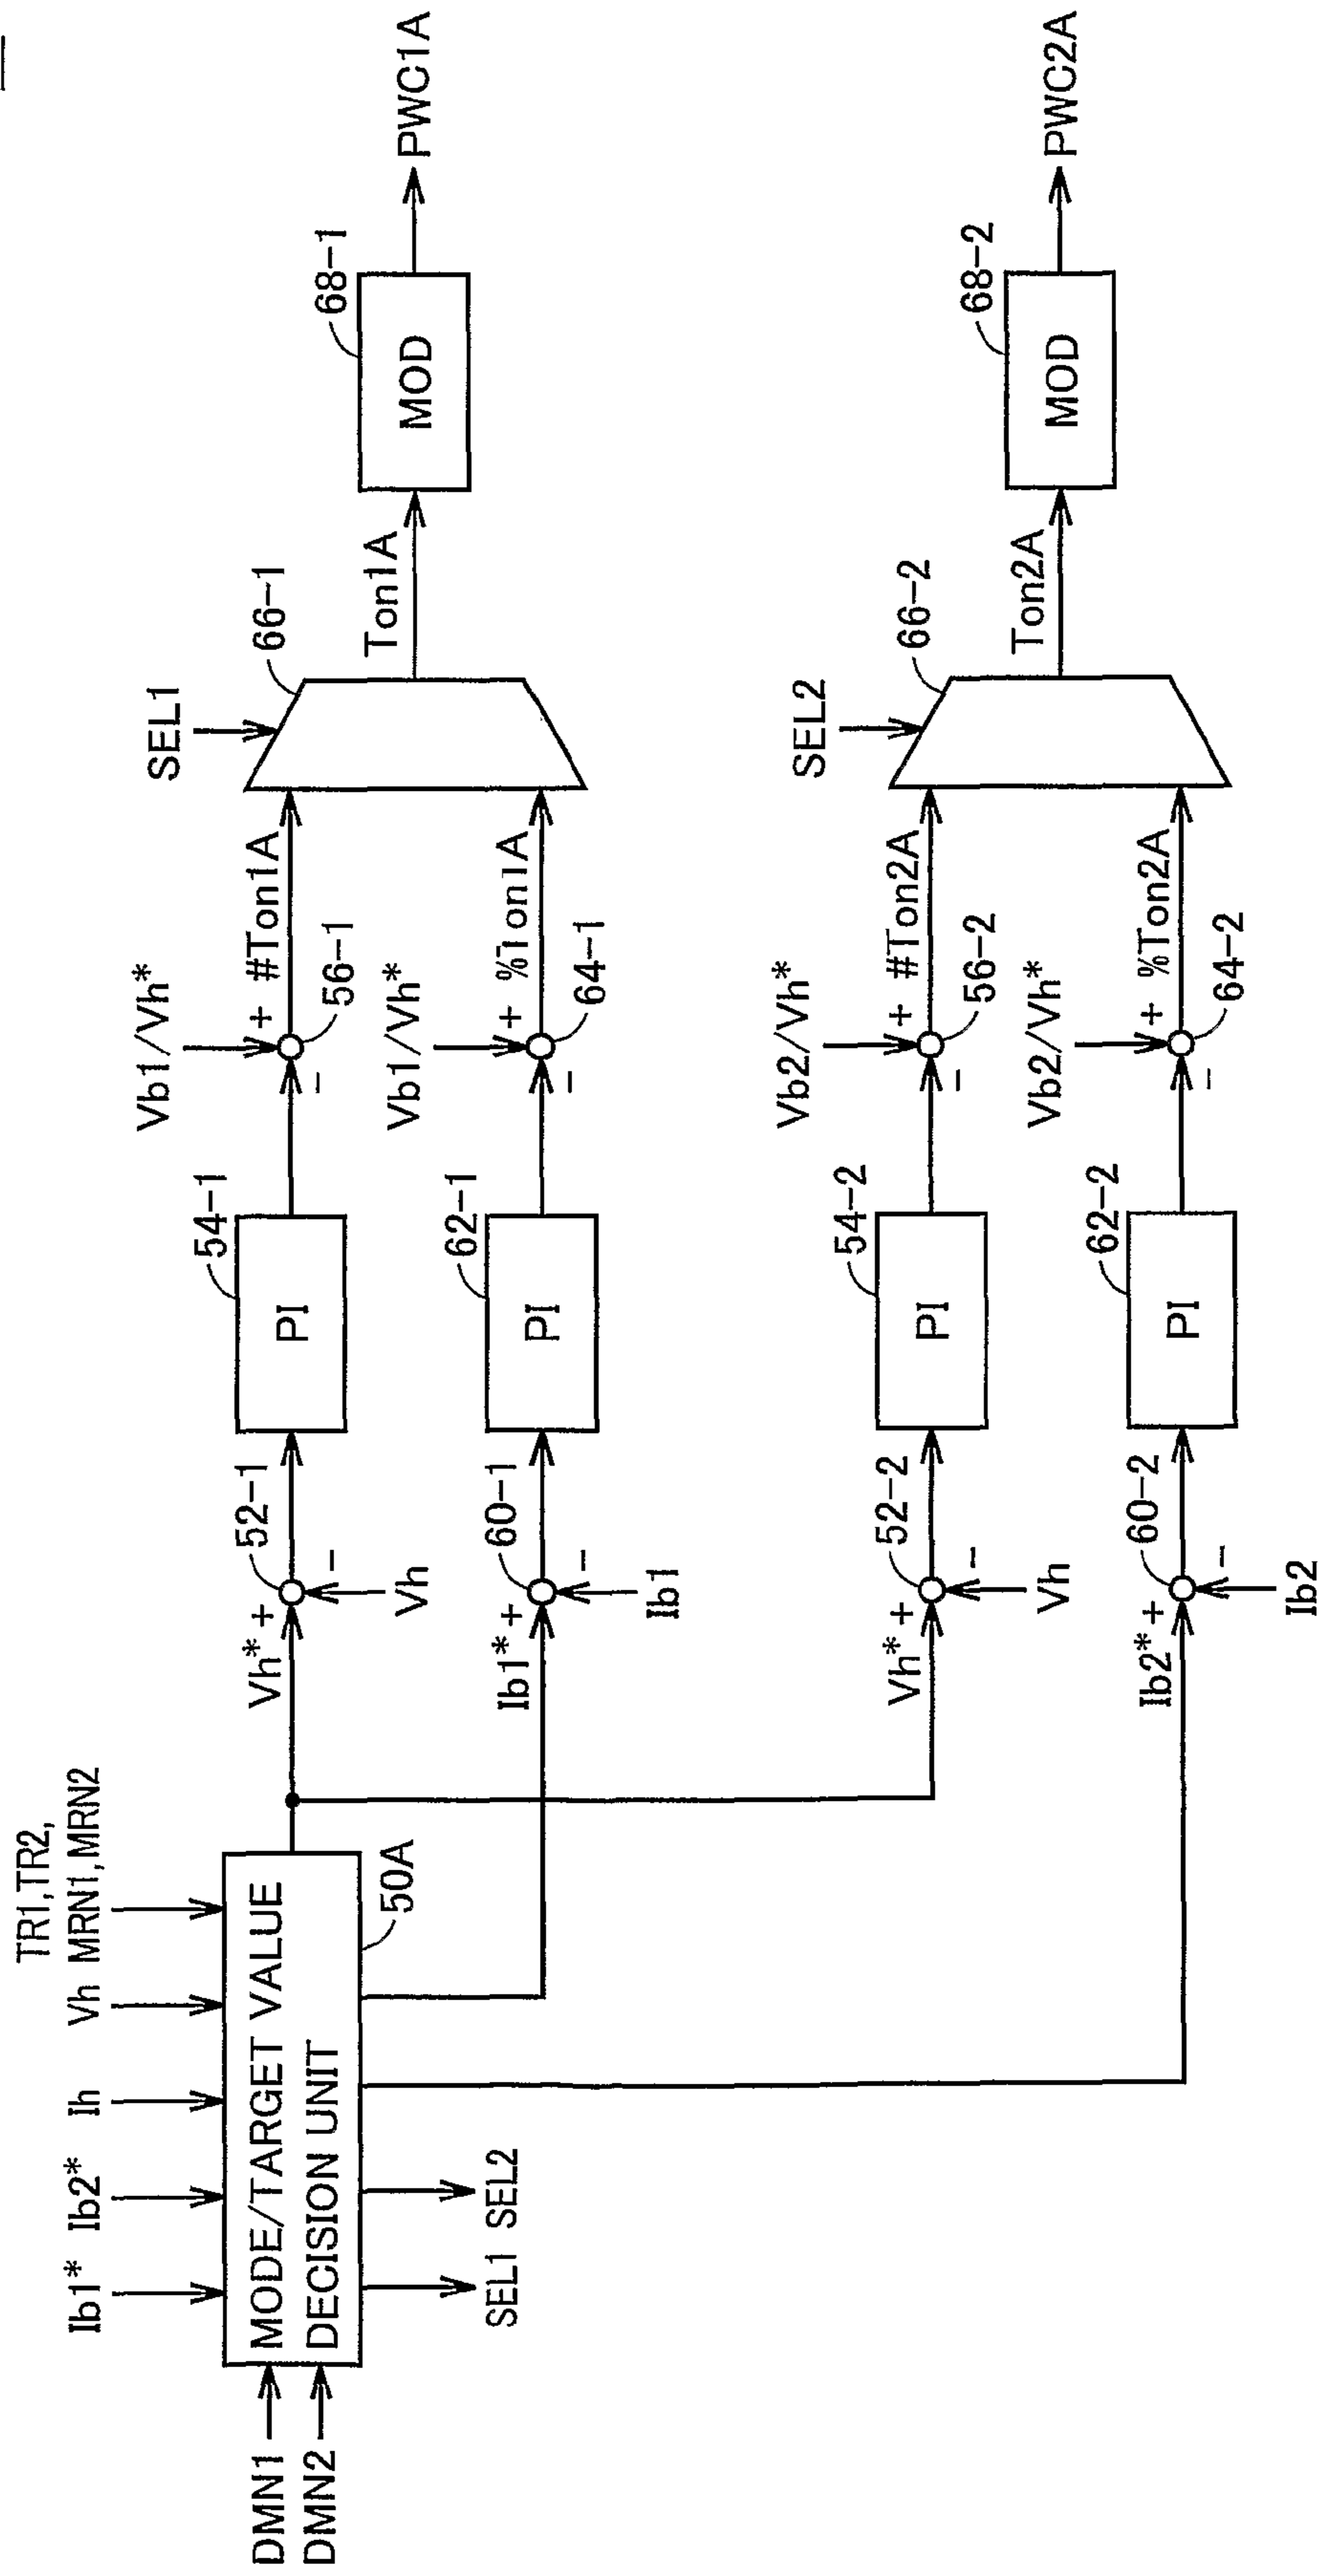 TR1,TR2,
Ib1* Ib2* Ih Vh MRN1,MRN2
DMN1
DMN2
MODE/TARGET VALUE
DECISION UNIT
50A
SEL1 SEL2
Vh* +
52-1
-
Vh
54-1
PI
Vb1/Vh*
+
-
56-1
#Ton1A
Ib1* +
60-1
-
Ib1
62-1
PI
Vb1/Vh*
+
-
64-1
%Ton1A
SEL1
66-1
Ton1A
68-1
MOD
PWC1A
Vh* +
52-2
-
Vh
54-2
PI
Vb2/Vh*
+
-
56-2
#Ton2A
Ib2* +
60-2
-
Ib2
62-2
PI
Vb2/Vh*
+
-
64-2
%Ton2A
SEL2
66-2
Ton2A
68-2
MOD
PWC2A